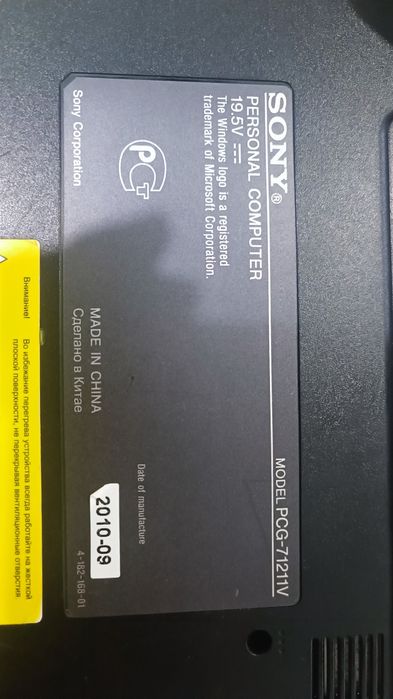 SONY®
PERSONAL COMPUTER
MODEL PCG-71211V
19.5V
The Windows logo is a registered
trademark of Microsoft Corporation.
Date of manufacture
PCT
MADE IN CHINA
Сделано в Китае
2010-09
Sony Corporation
4-182-168-01
Внимание!
Во избежание перегрева устройства всегда работайте на жесткой
плоской поверхности, не перекрывая вентиляционные отверстия